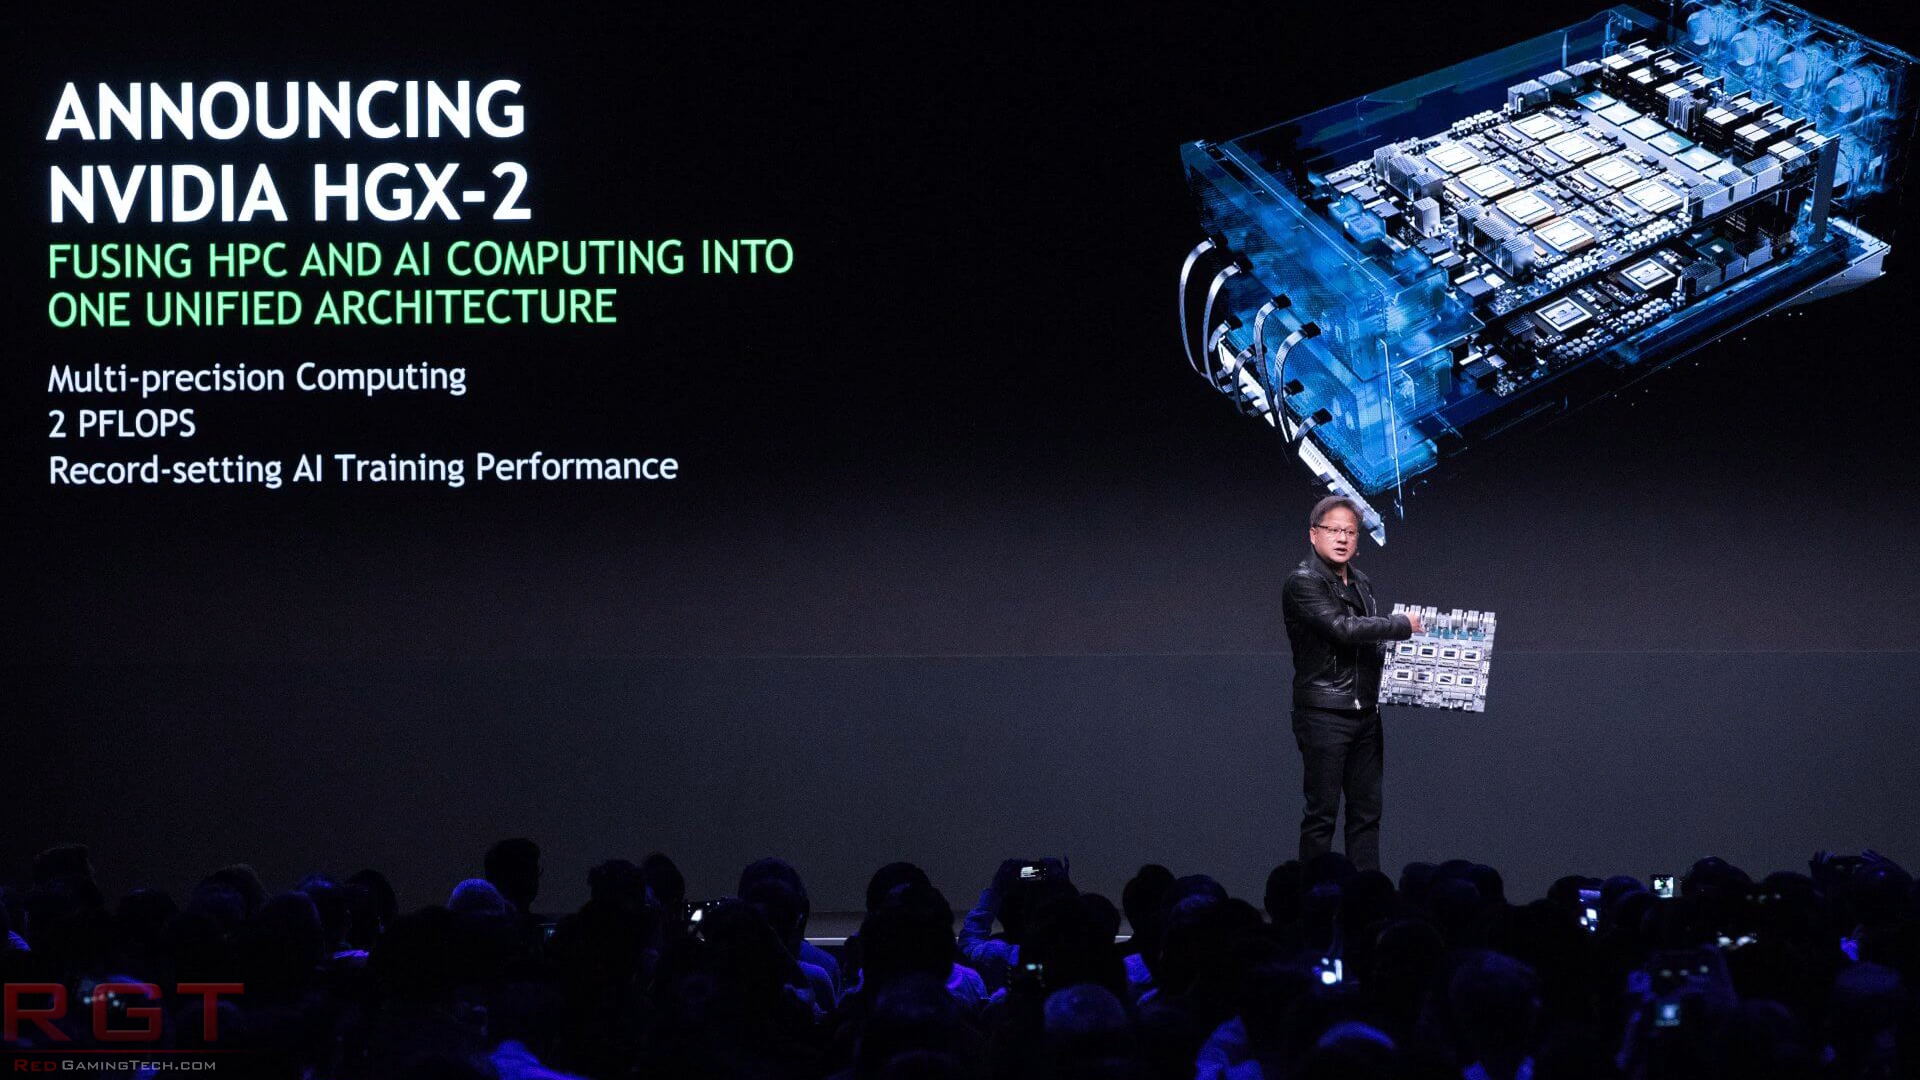 ANNOUNCING
NVIDIA HGX-2
FUSING HPC AND AI COMPUTING INTO
ONE UNIFIED ARCHITECTURE
Multi-precision Computing
2 PFLOPS
Record-setting AI Training Performance
RGT
REDGAMINGTECH.COM